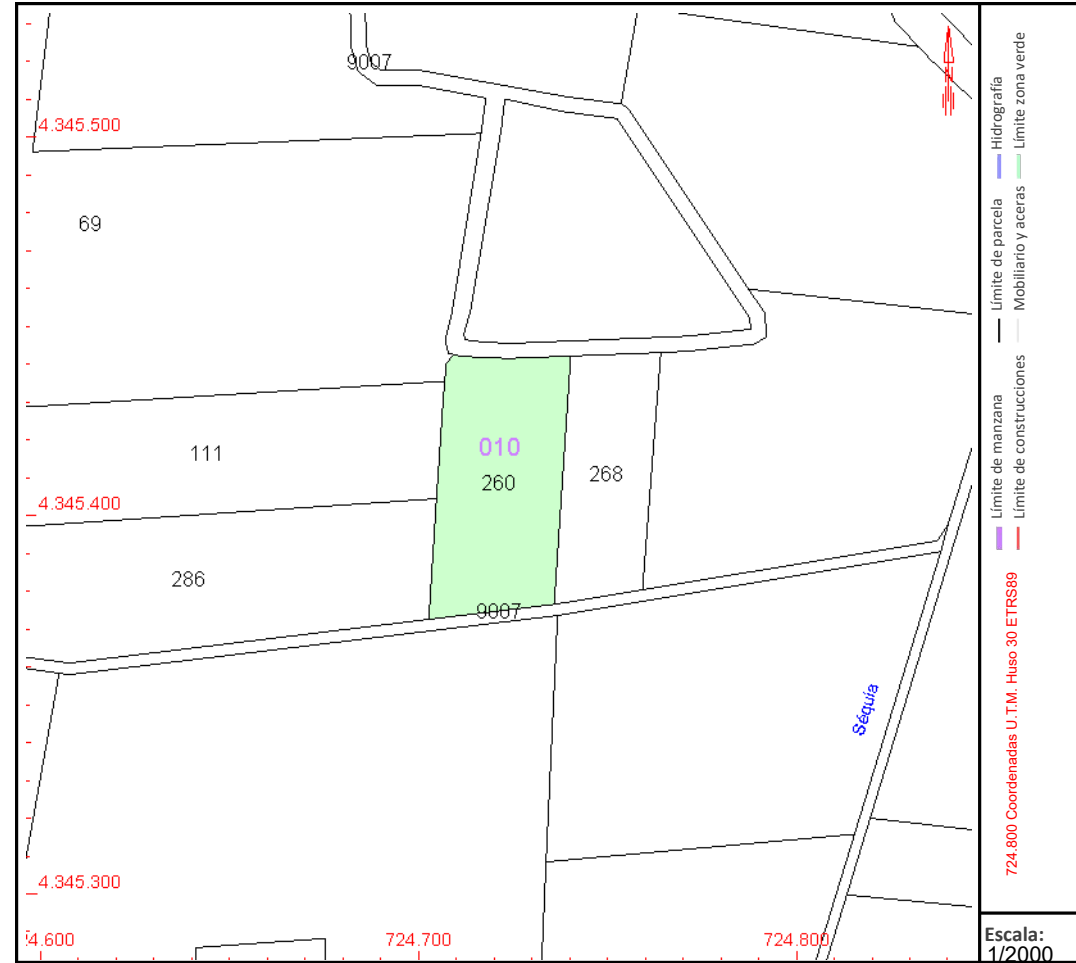 9007
4.345.500
69
010
111
260
268
4.345.400
286
9007
Séquia
4.345.300
4.600
724.700
724.800
Límite de manzana
Límite de parcela
Hidrografía
Límite de construcciones
Mobiliario y aceras
Límite zona verde
724.800 Coordenadas U.T.M. Huso 30 ETRS89
Escala:
1/2000